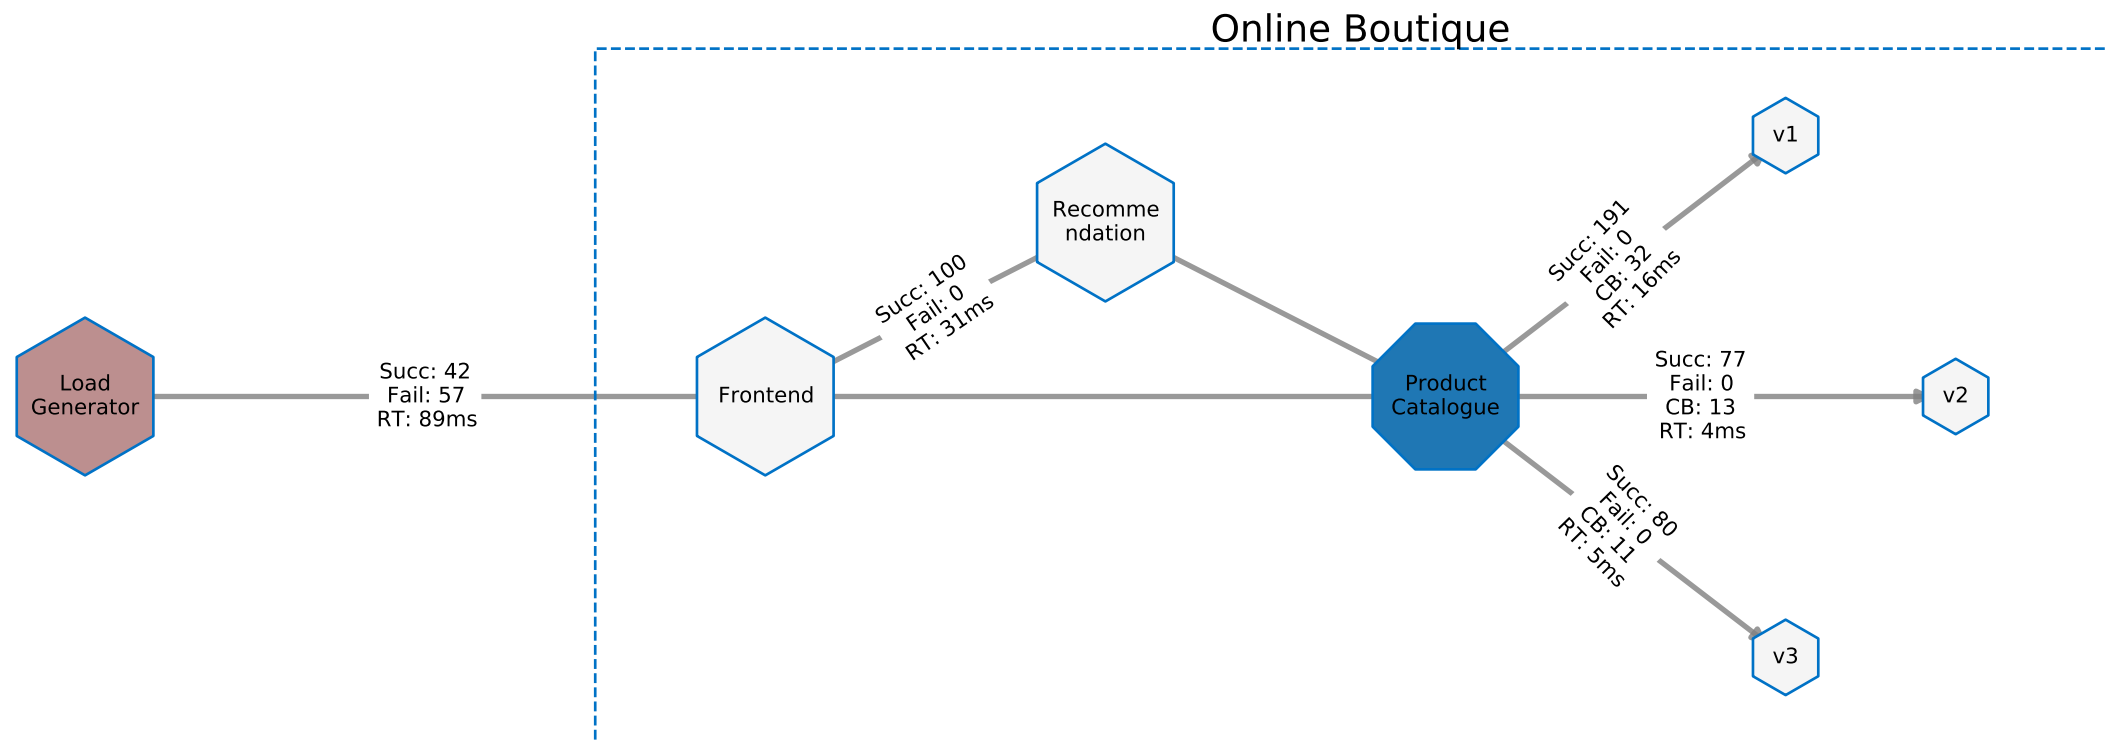 Online Boutique
Load
Generator
Succ: 42
Fail: 57
RT: 89ms
Frontend
Succ: 100
Fail: 0
RT: 31ms
Recomme
ndation
Product
Catalogue
Succ: 191
Fail: 0
CB: 32
RT: 16ms
v1
Succ: 77
Fail: 0
CB: 13
RT: 4ms
v2
Succ: 80
Fail: 0
CB: 11
RT: 5ms
v3